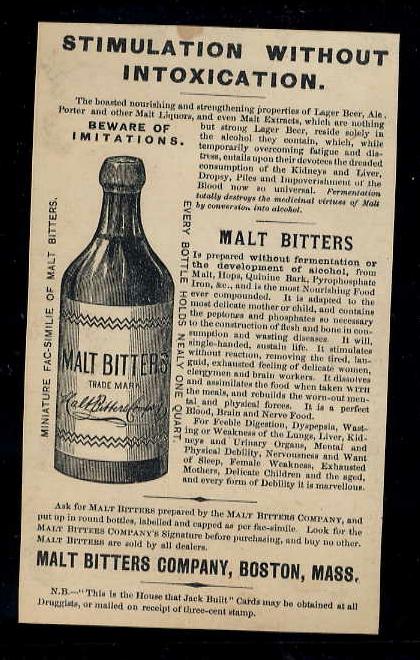 STIMULATION WITHOUT
INTOXICATION.
The boasted nourishing and strengthening properties of Lager Beer, Ale,
Porter and other Malt Liquors, and even Malt Extracts, which are nothing
but strong Lager Beer, reside solely in
the alcohol they contain, which, while
temporarily overcoming fatigue and dis-
tress, entails upon their devotees the dreaded
consumption of the Kidneys and Liver,
Dropsy, Piles and Impoverishment of the
Blood now so universal. Fermentation
totally destroys the medicinal virtues of Malt
by conversion into alcohol.
BEWARE OF
IMITATIONS.
MINIATURE FAC-SIMILIE OF MALT BITTERS.
EVERY BOTTLE HOLDS NEALY ONE QUART.
MALT BITTERS
TRADE MARK
Malt Bitters Company
MALT BITTERS
Is prepared without fermentation or
the development of alcohol, from
Malt, Hops, Quinine Bark, Pyrophosphate
Iron, &c., and is the most Nourishing Food
ever compounded. It is adapted to the
most delicate mother or child, and contains
the peptones and phosphates so necessary
to the construction of flesh and bone in con-
sumption and wasting diseases. It will,
single-handed, sustain life. It stimulates
without reaction, removing the tired, lan-
guid, exhausted feeling of delicate women,
clergymen and brain workers. It dissolves
and assimilates the food when taken WITH
the meals, and rebuilds the worn-out men-
tal and physical forces. It is a perfect
Blood, Brain and Nerve Food.
For Feeble Digestion, Dyspepsia, Wast-
ing or Weakness of the Lungs, Liver, Kid-
neys and Urinary Organs, Mental and
Physical Debility, Nervousness and Want
of Sleep, Female Weakness, Exhausted
Mothers, Delicate Children and the aged,
and every form of Debility it is marvellous.
Ask for MALT BITTERS prepared by the MALT BITTERS COMPANY, and
put up in round bottles, labelled and capped as per fac-simile. Look for the
MALT BITTERS COMPANY'S Signature before purchasing, and buy no other.
MALT BITTERS are sold by all dealers.
MALT BITTERS COMPANY, BOSTON, MASS.
N.B.—"This is the House that Jack Built" Cards may be obtained at all
Druggists, or mailed on receipt of three-cent stamp.